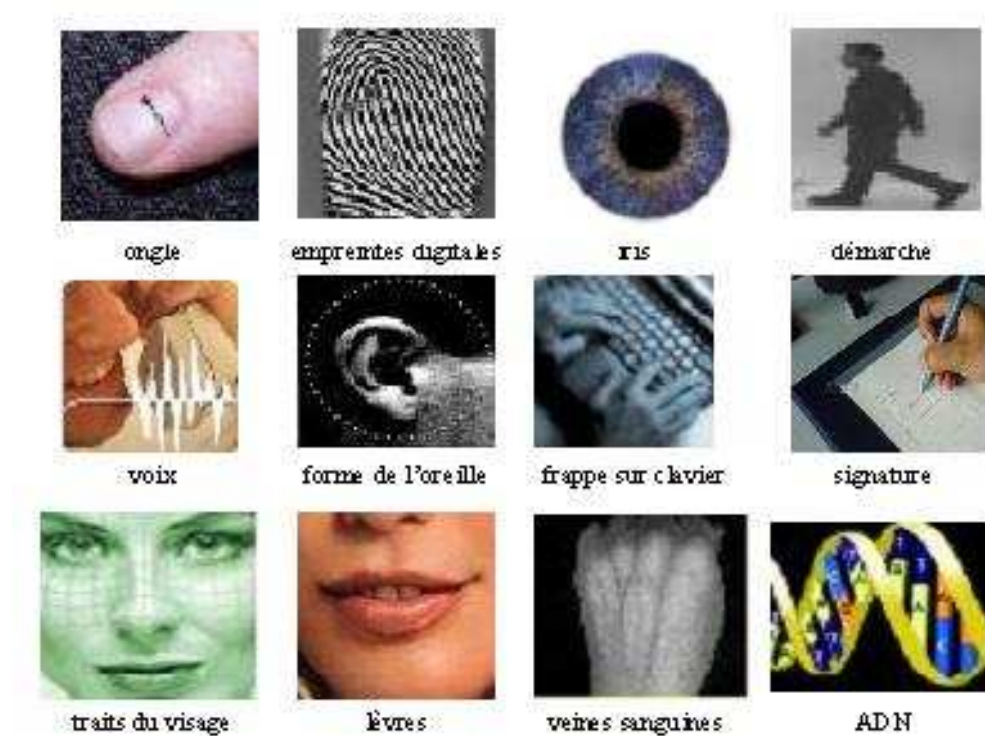 ongle empreintes digitales iris démarche
voix forme de l'oreille frappe sur clavier signature
traits du visage lèvres veines sanguines ADN